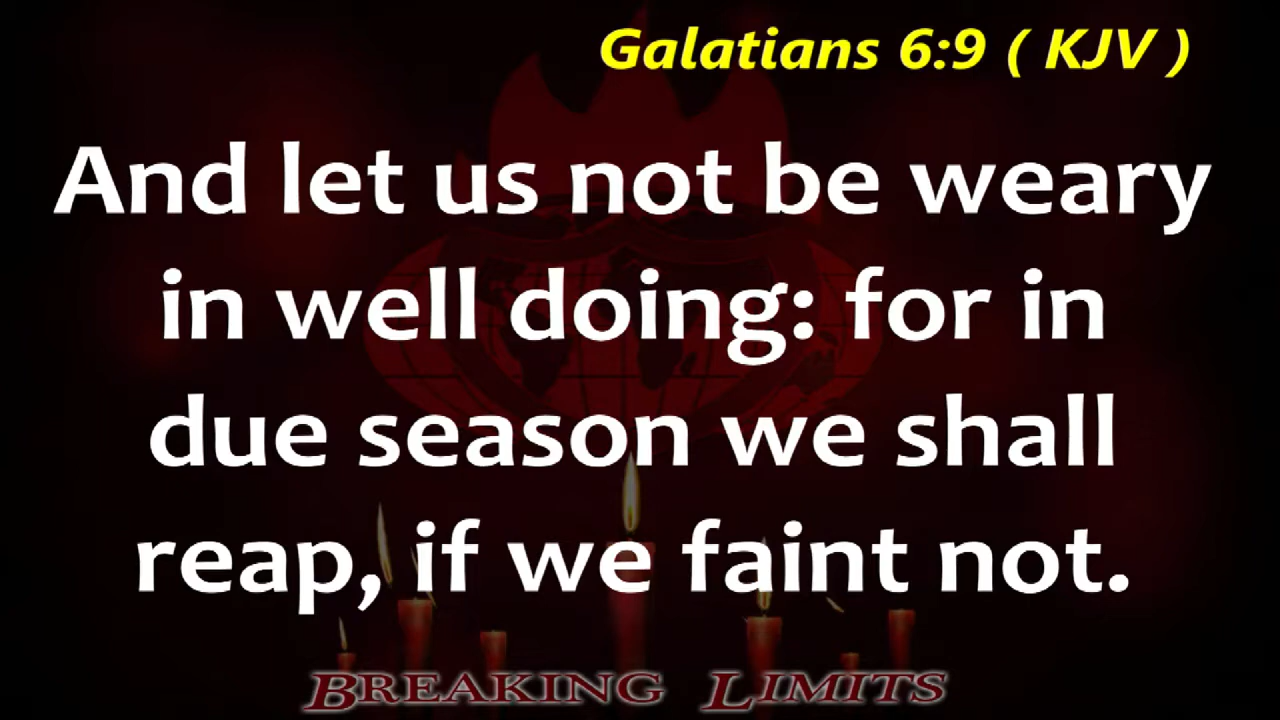 Galatians 6:9 ( KJV )
And let us not be weary
in well doing: for in
due season we shall
reap, if we faint not.
BREAKING LIMITS